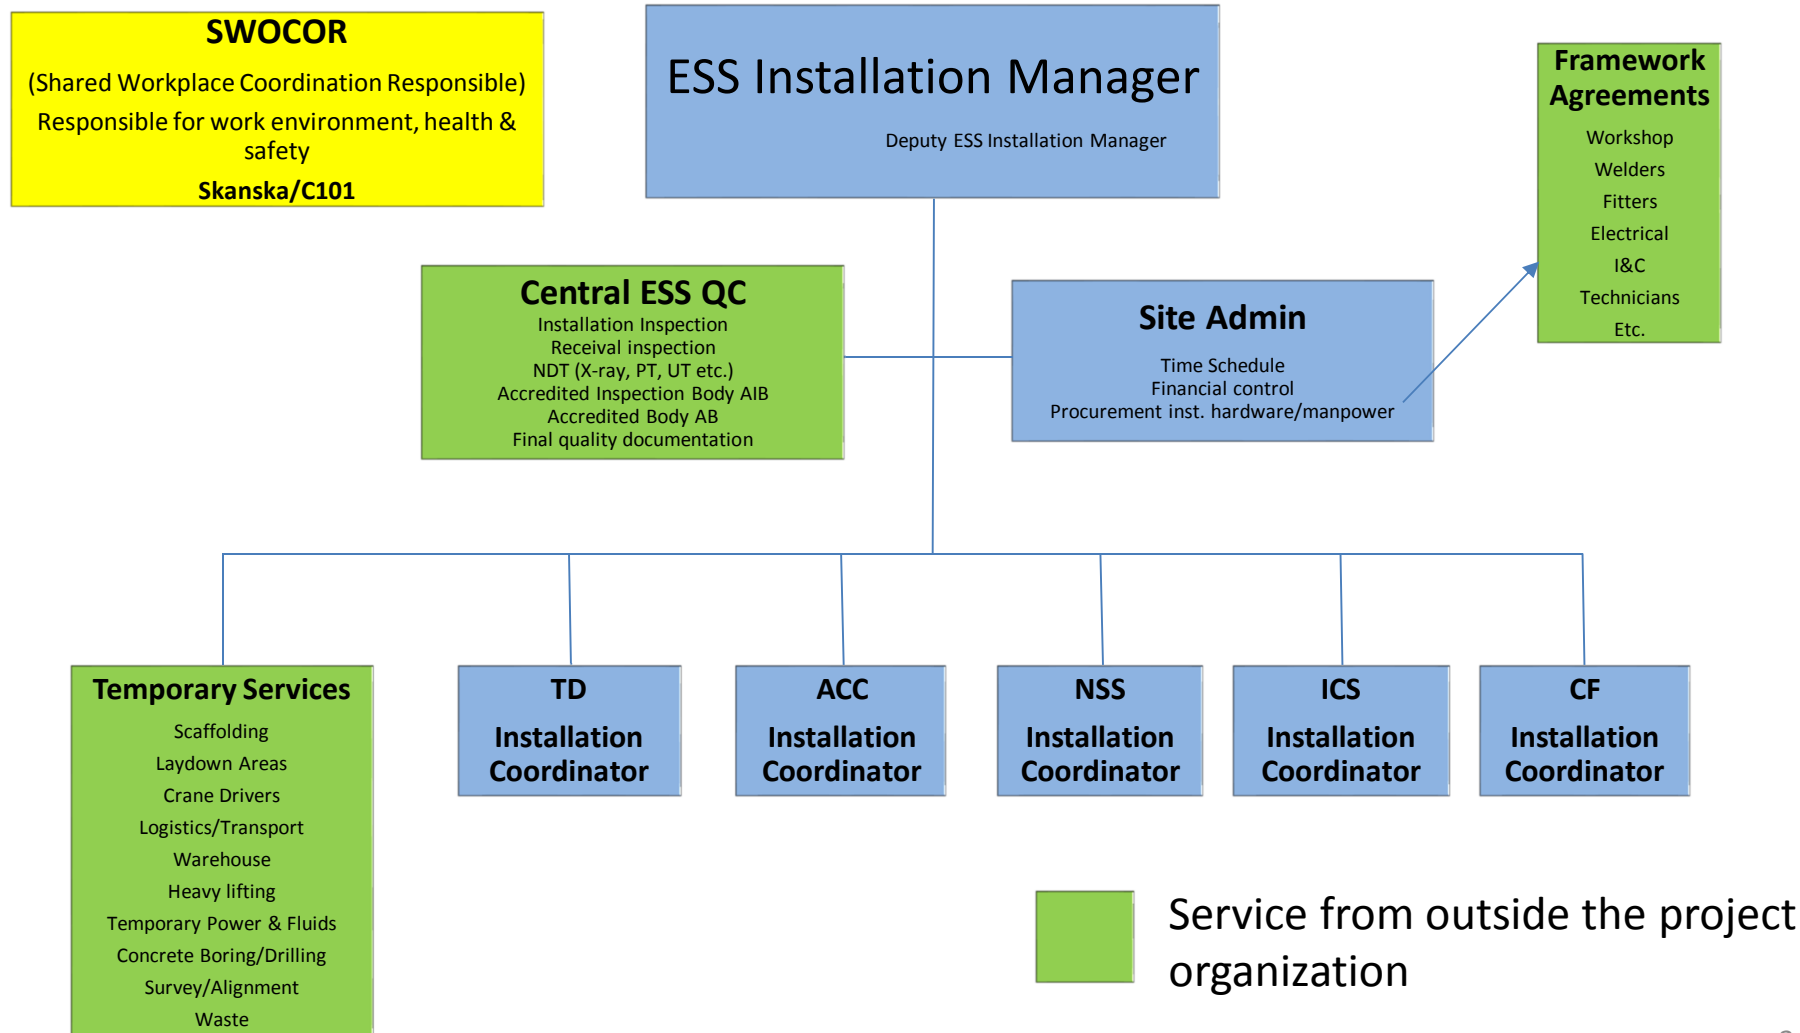 SWOCOR
(Shared Workplace Coordination Responsible)
Responsible for work environment, health &
safety
Skanska/C101
ESS Installation Manager
Deputy ESS Installation Manager
Framework
Agreements
Workshop
Welders
Fitters
Electrical
I&C
Technicians
Etc.
Central ESS QC
Installation Inspection
Receival inspection
NDT (X-ray, PT, UT etc.)
Accredited Inspection Body AIB
Accredited Body AB
Final quality documentation
Site Admin
Time Schedule
Financial control
Procurement inst. hardware/manpower
Temporary Services
Scaffolding
Laydown Areas
Crane Drivers
Logistics/Transport
Warehouse
Heavy lifting
Temporary Power & Fluids
Concrete Boring/Drilling
Survey/Alignment
Waste
TD
Installation
Coordinator
ACC
Installation
Coordinator
NSS
Installation
Coordinator
ICS
Installation
Coordinator
CF
Installation
Coordinator
Service from outside the project
organization